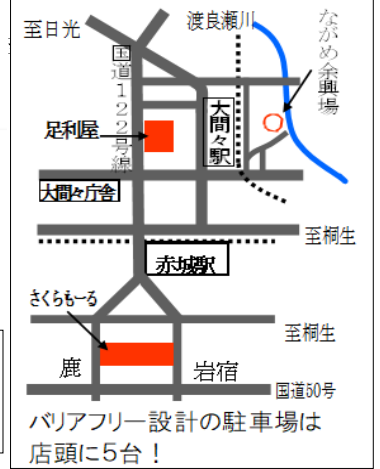 至日光
渡良瀬川
ながめ余興場
国道122号線
足利屋
大間々駅
大間々庁舎
至桐生
赤城駅
さくらもーる
至桐生
鹿
岩宿
国道50号
バリアフリー設計の駐車場は
店頭に5台！